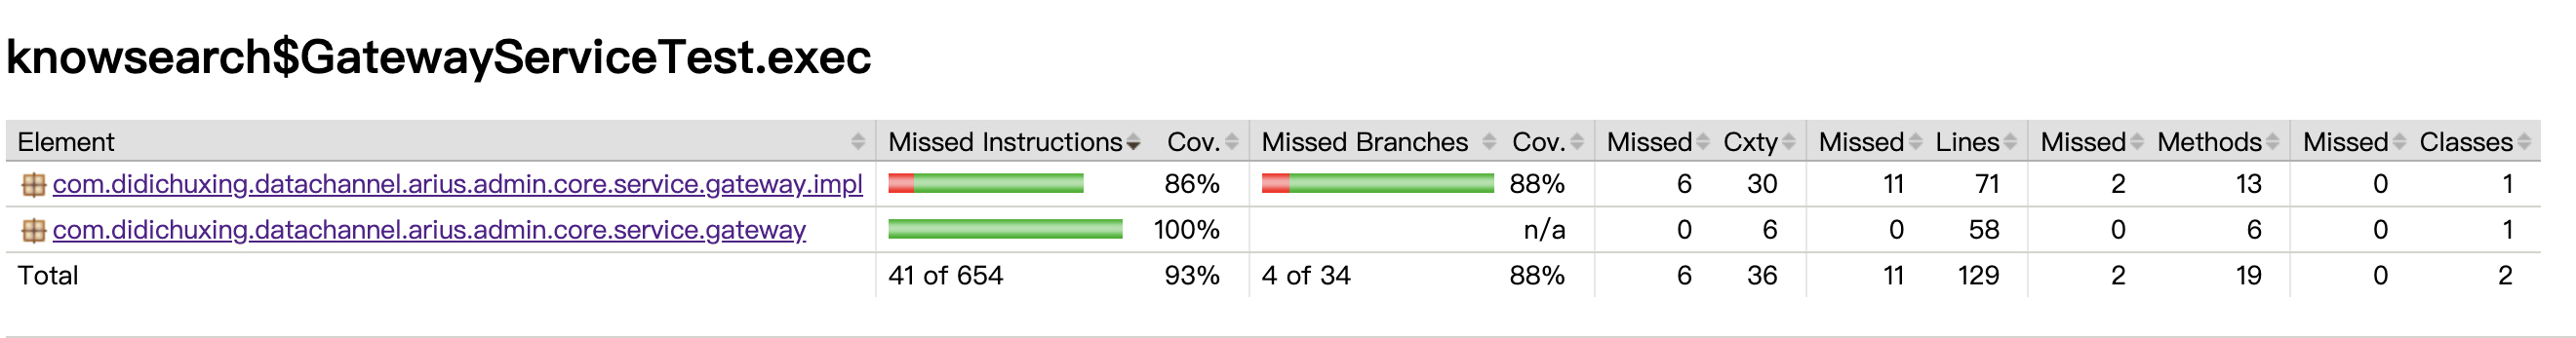 knowsearch$GatewayServiceTest.exec
Element Missed Instructions Cov. Missed Branches Cov. Missed Cxty Missed Lines Missed Methods Missed Classes
com.didichuxing.datachannel.arius.admin.core.service.gateway.impl 86% 88% 6 30 11 71 2 13 0 1
com.didichuxing.datachannel.arius.admin.core.service.gateway 100% n/a 0 6 0 58 0 6 0 1
Total 41 of 654 93% 4 of 34 88% 6 36 11 129 2 19 0 2